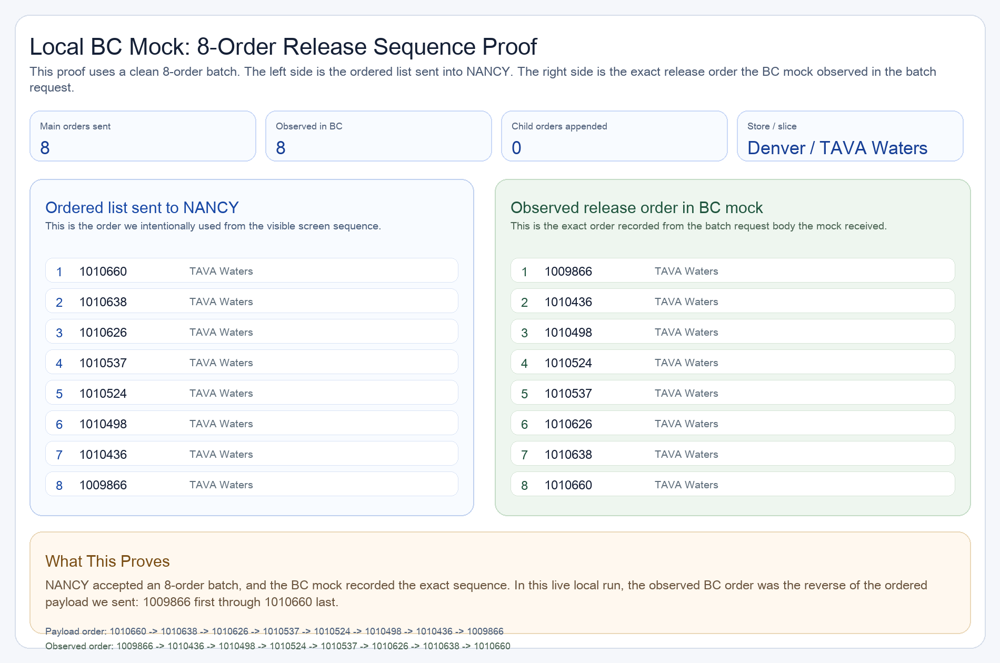 Local BC Mock: 8-Order Release Sequence Proof
This proof uses a clean 8-order batch. The left side is the ordered list sent into NANCY. The right side is the exact release order the BC mock observed in the batch
request.
Main orders sent
8
Observed in BC
8
Child orders appended
0
Store / slice
Denver / TAVA Waters
Ordered list sent to NANCY
This is the order we intentionally used from the visible screen sequence.
1 1010660 TAVA Waters
2 1010638 TAVA Waters
3 1010626 TAVA Waters
4 1010537 TAVA Waters
5 1010524 TAVA Waters
6 1010498 TAVA Waters
7 1010436 TAVA Waters
8 1009866 TAVA Waters
Observed release order in BC mock
This is the exact order recorded from the batch request body the mock received.
1 1009866 TAVA Waters
2 1010436 TAVA Waters
3 1010498 TAVA Waters
4 1010524 TAVA Waters
5 1010537 TAVA Waters
6 1010626 TAVA Waters
7 1010638 TAVA Waters
8 1010660 TAVA Waters
What This Proves
NANCY accepted an 8-order batch, and the BC mock recorded the exact sequence. In this live local run, the observed BC order was the reverse of the ordered
payload we sent: 1009866 first through 1010660 last.
Payload order: 1010660 -> 1010638 -> 1010626 -> 1010537 -> 1010524 -> 1010498 -> 1010436 -> 1009866
Observed order: 1009866 -> 1010436 -> 1010498 -> 1010524 -> 1010537 -> 1010626 -> 1010638 -> 1010660